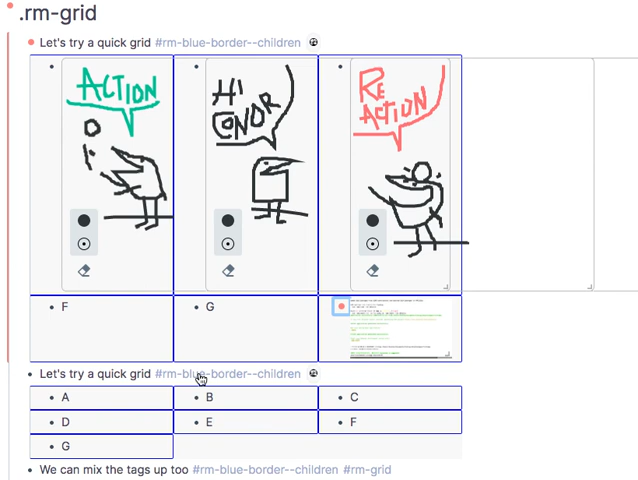 .rm-grid
Let's try a quick grid #rm-blue-border--children
ACTION
HI
CONOR
RE
ACTION
F
G
Let's try a quick grid #rm-blue-border--children
A
B
C
D
E
F
G
We can mix the tags up too #rm-blue-border--children #rm-grid